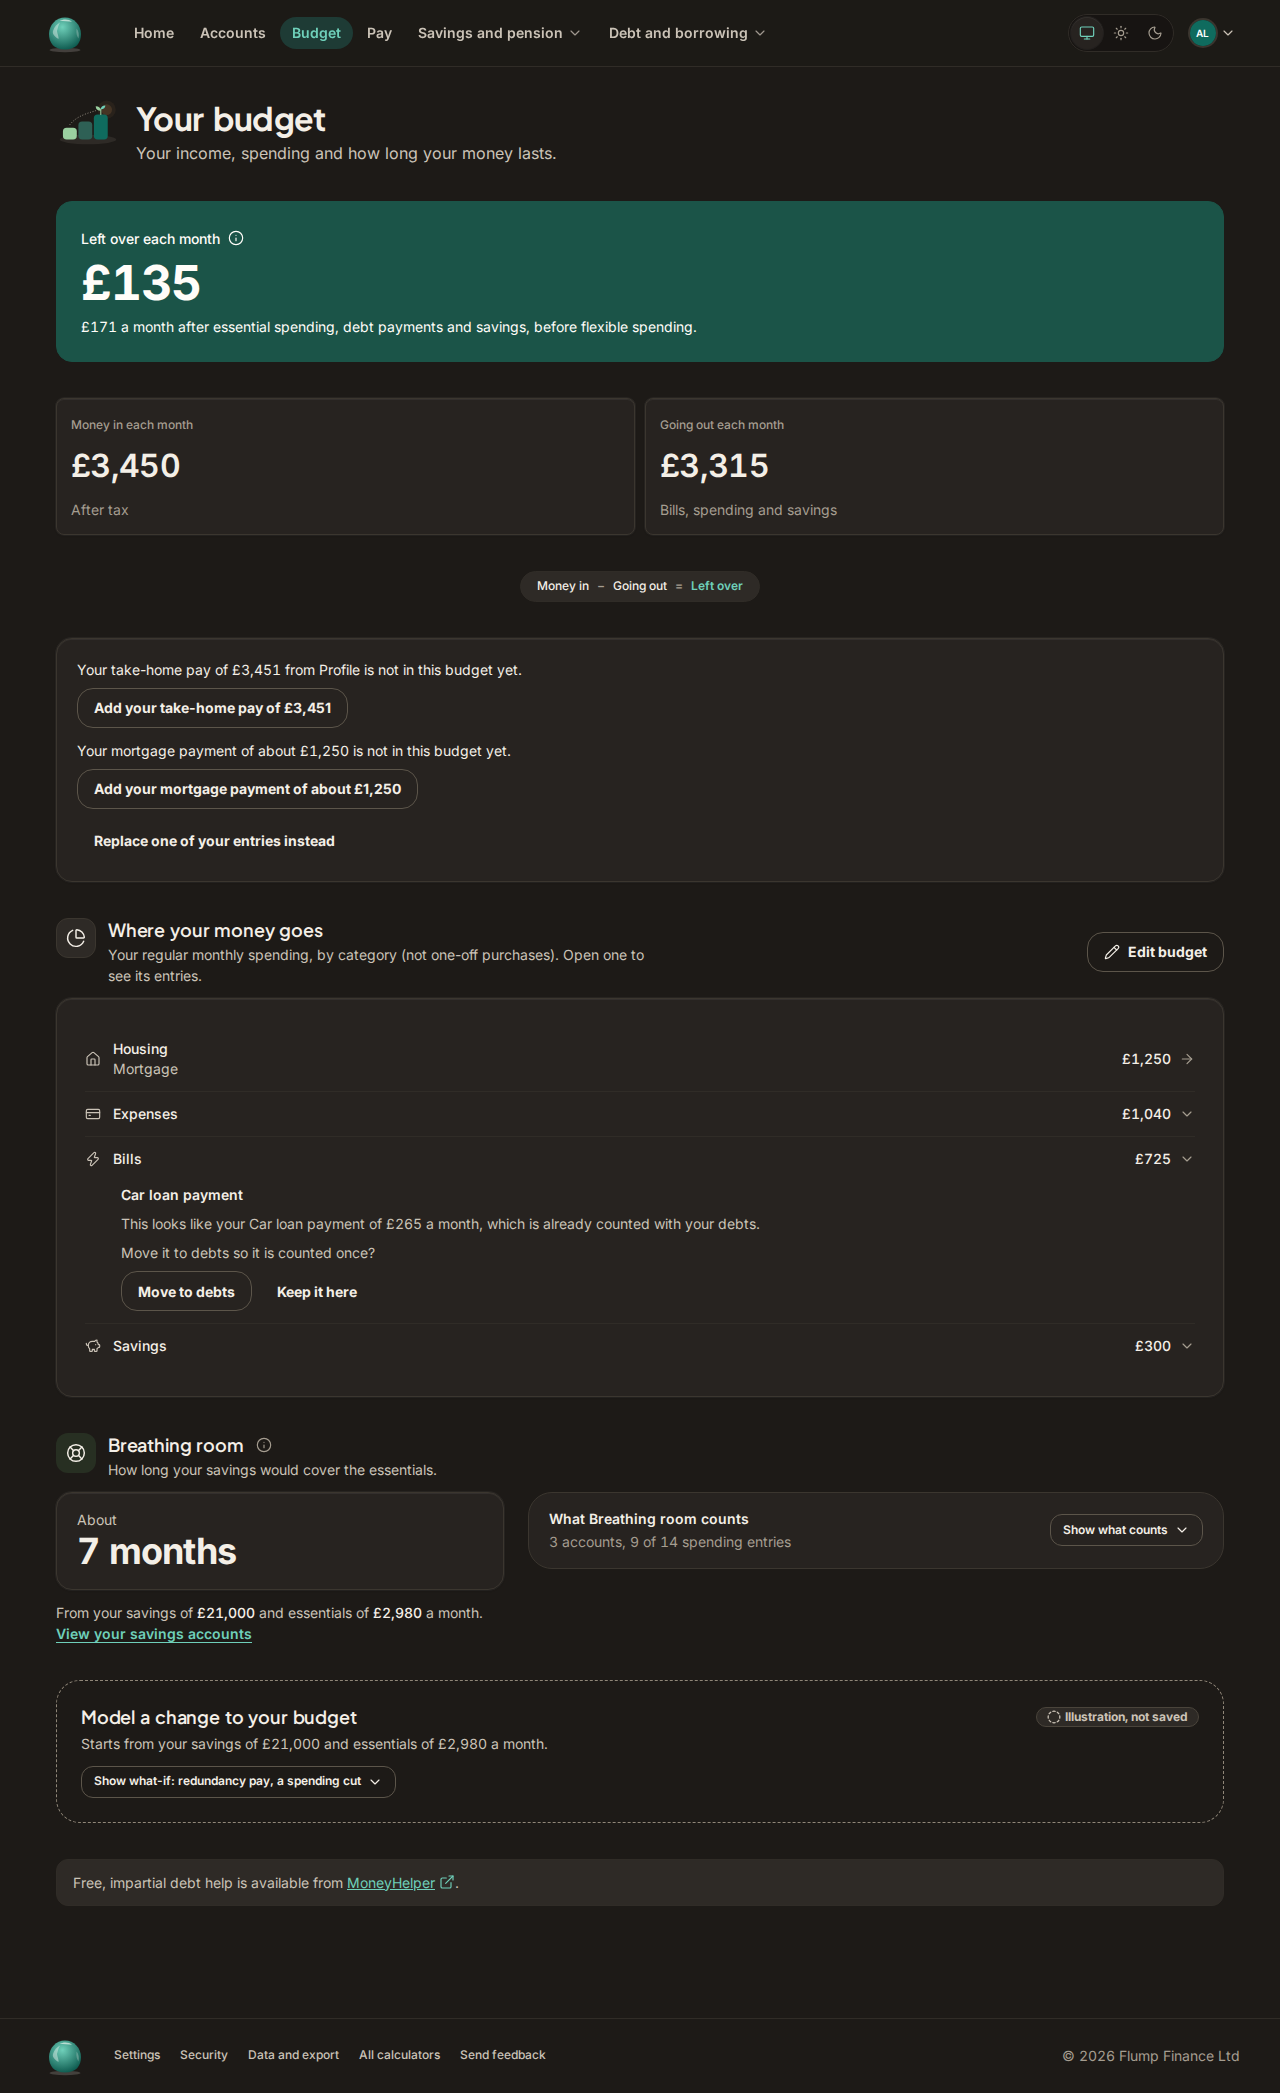 Home
Accounts
Budget
Pay
Savings and pension
Debt and borrowing
AL
Your budget
Your income, spending and how long your money lasts.
Left over each month
£135
£171 a month after essential spending, debt payments and savings, before flexible spending.
Money in each month
£3,450
After tax
Going out each month
£3,315
Bills, spending and savings
Money in − Going out = Left over
Your take-home pay of £3,451 from Profile is not in this budget yet.
Add your take-home pay of £3,451
Your mortgage payment of about £1,250 is not in this budget yet.
Add your mortgage payment of about £1,250
Replace one of your entries instead
Where your money goes
Your regular monthly spending, by category (not one-off purchases). Open one to
see its entries.
Edit budget
Housing
Mortgage
£1,250
Expenses
£1,040
Bills
£725
Car loan payment
This looks like your Car loan payment of £265 a month, which is already counted with your debts.
Move it to debts so it is counted once?
Move to debts
Keep it here
Savings
£300
Breathing room
How long your savings would cover the essentials.
About
7 months
From your savings of £21,000 and essentials of £2,980 a month.
View your savings accounts
What Breathing room counts
3 accounts, 9 of 14 spending entries
Show what counts
Model a change to your budget
Illustration, not saved
Starts from your savings of £21,000 and essentials of £2,980 a month.
Show what-if: redundancy pay, a spending cut
Free, impartial debt help is available from MoneyHelper.
Settings
Security
Data and export
All calculators
Send feedback
© 2026 Flump Finance Ltd